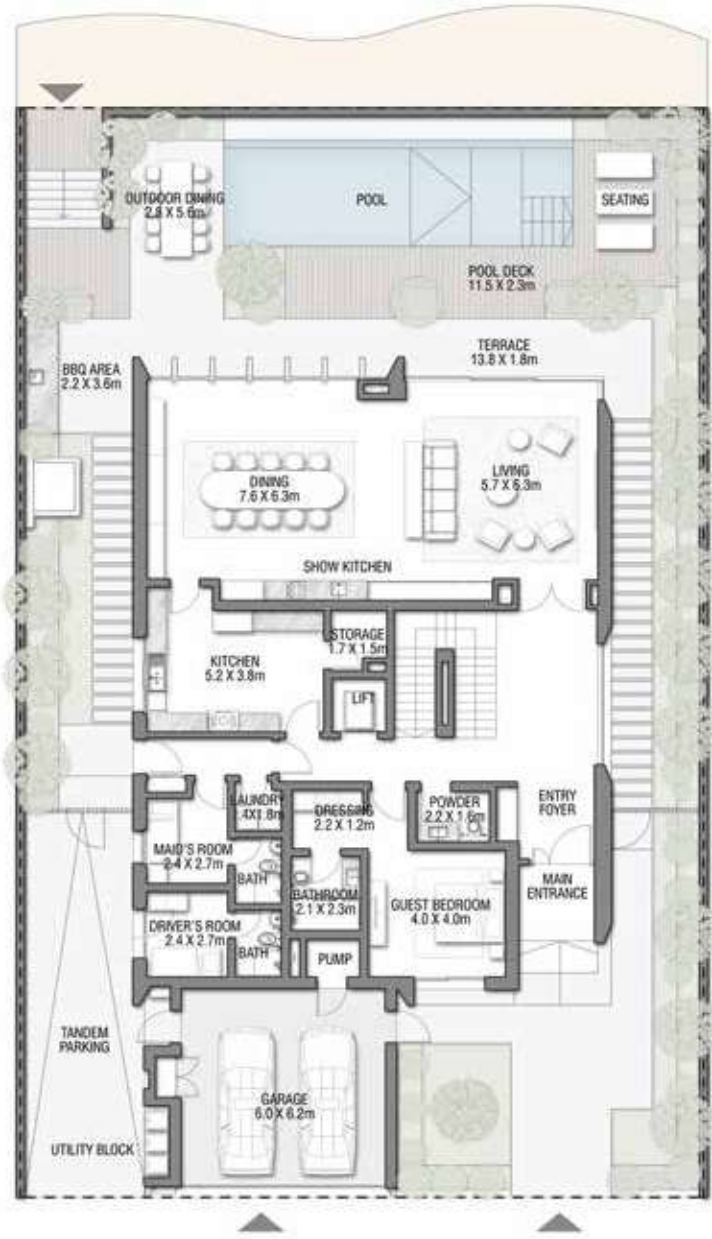 OUTDOOR DINING
2.8 X 5.6m
POOL
SEATING
POOL DECK
11.5 X 2.3m
TERRACE
13.8 X 1.8m
BBQ AREA
2.2 X 3.6m
DINING
7.6 X 6.3m
LIVING
5.7 X 6.3m
SHOW KITCHEN
STORAGE
1.7 X 1.5m
KITCHEN
5.2 X 3.8m
LIFT
LAUNDRY
2.4X1.8m
DRESSING
2.2 X 1.2m
POWDER
2.2 X 1.6m
ENTRY
FOYER
MAID'S ROOM
2.4 X 2.7m
BATH
BATHROOM
2.1 X 2.3m
GUEST BEDROOM
4.0 X 4.0m
MAIN
ENTRANCE
DRIVER'S ROOM
2.4 X 2.7m
BATH
PUMP
TANDEM
PARKING
GARAGE
6.0 X 6.2m
UTILITY BLOCK